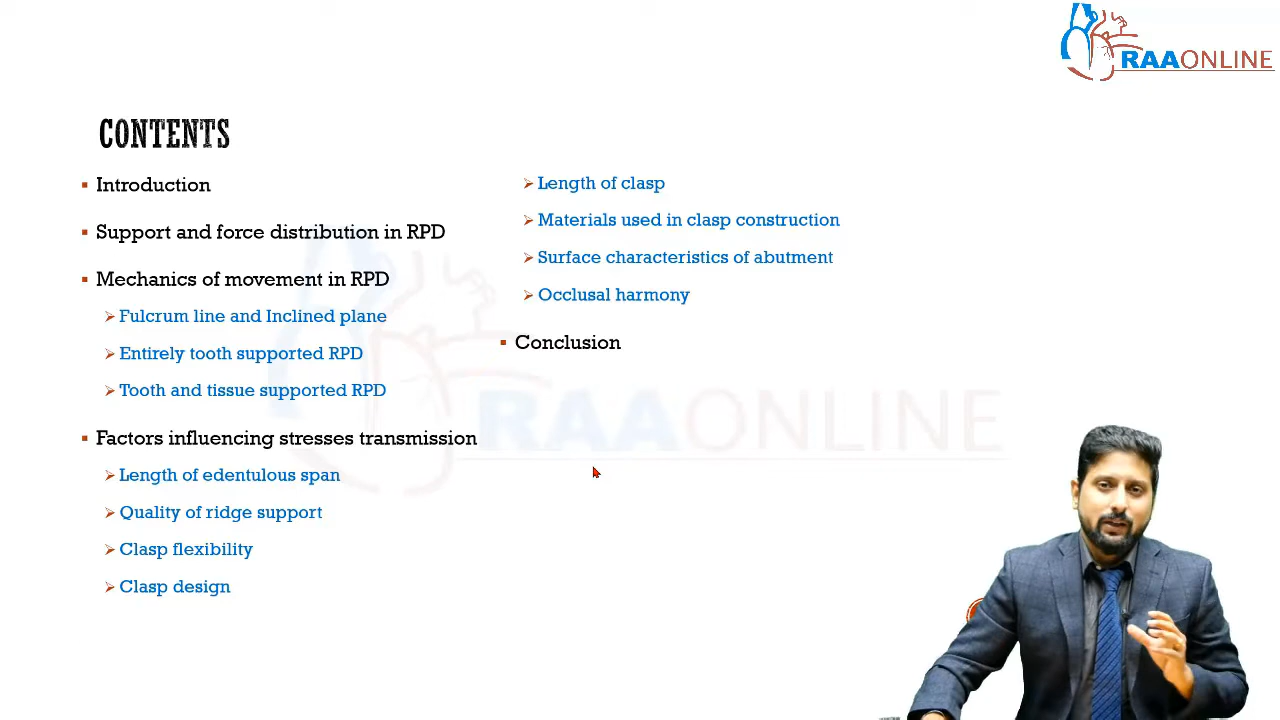 RAAONLINE
CONTENTS
Introduction
Support and force distribution in RPD
Mechanics of movement in RPD
Fulcrum line and Inclined plane
Entirely tooth supported RPD
Tooth and tissue supported RPD
Factors influencing stresses transmission
Length of edentulous span
Quality of ridge support
Clasp flexibility
Clasp design
Length of clasp
Materials used in clasp construction
Surface characteristics of abutment
Occlusal harmony
Conclusion
RAAONLINE